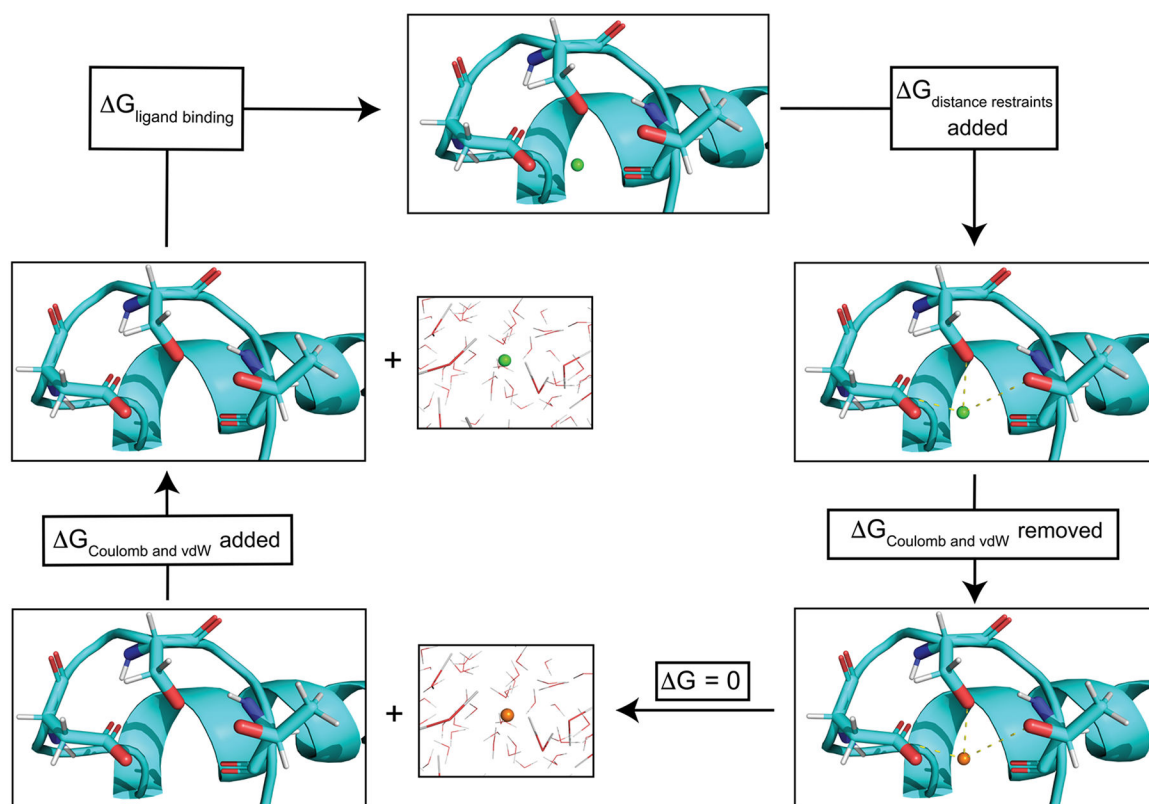 ΔG ligand binding
ΔG distance restraints
added
+
ΔG Coulomb and vdW added
ΔG Coulomb and vdW removed
+
ΔG = 0